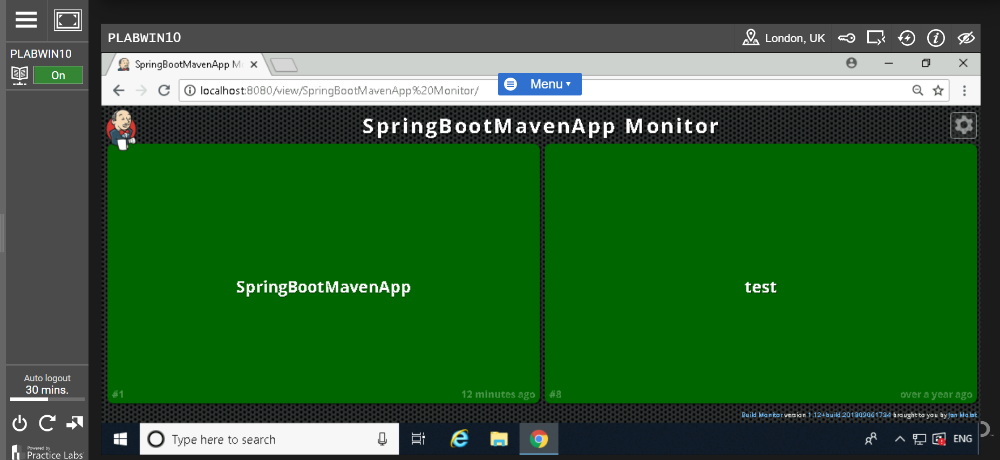 PLABWIN10
On
Auto logout
30 mins.
Powered by
Practice Labs
PLABWIN10
London, UK
SpringBootMavenApp Mo
localhost:8080/view/SpringBootMavenApp%20Monitor/
Menu
SpringBootMavenApp Monitor
SpringBootMavenApp
#1
12 minutes ago
test
#8
over a year ago
Build Monitor version 1.12+build.201809061734 brought to you by Jan Molak
Type here to search
ENG